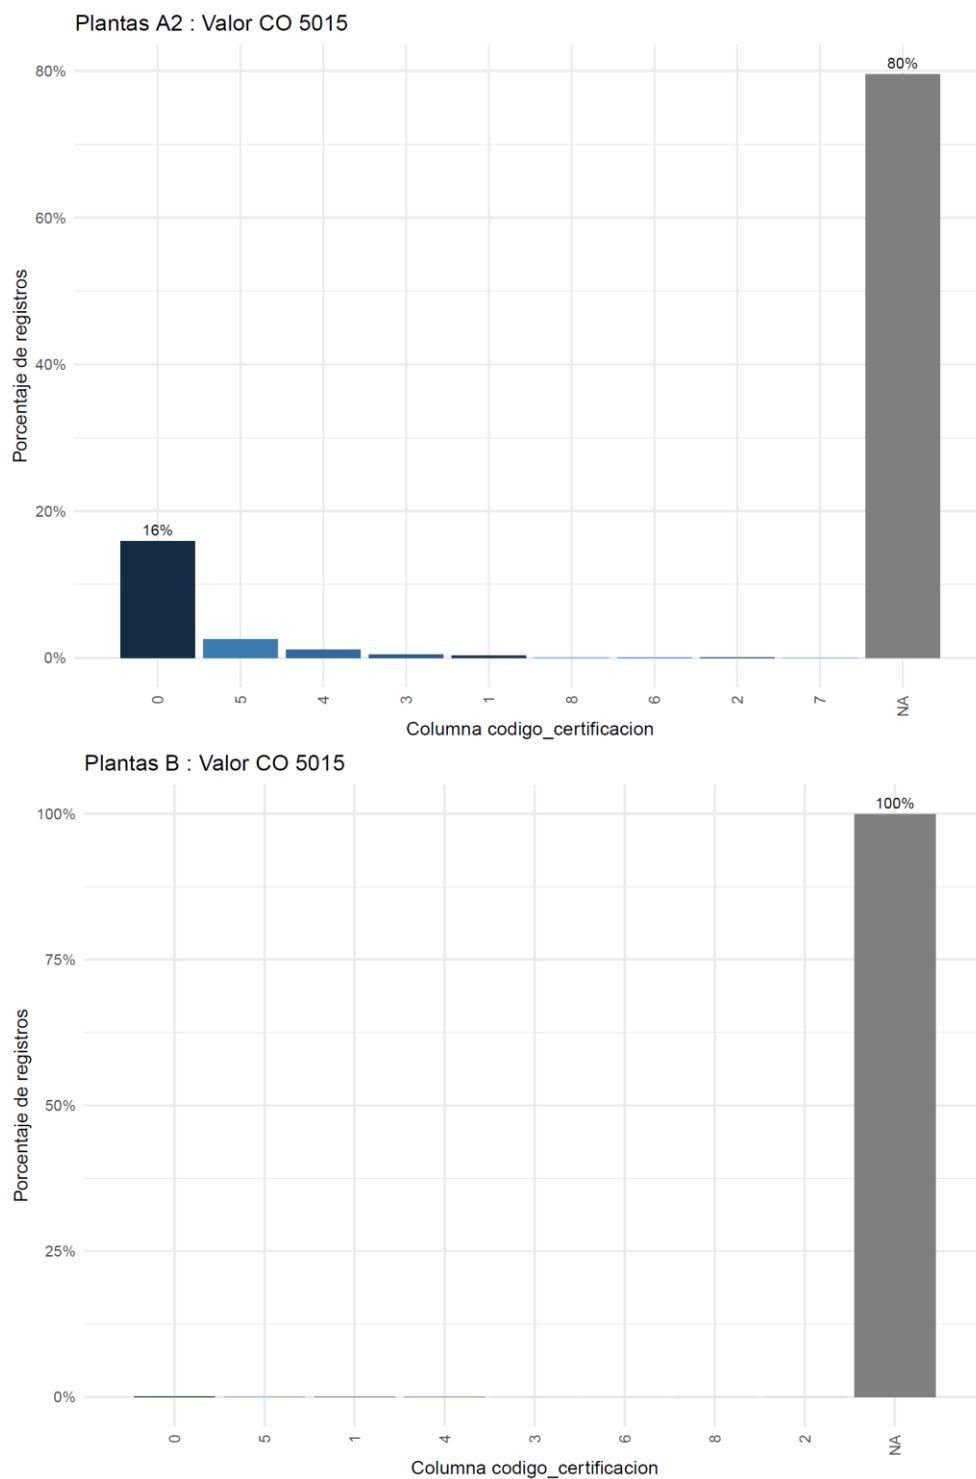 Plantas A2 : Valor CO 5015
80%
80%
60%
40%
20%
16%
0%
Porcentaje de registros
0 5 4 3 1 8 6 2 7 NA
Columna codigo_certificacion
Plantas B : Valor CO 5015
100%
100%
75%
50%
25%
0%
Porcentaje de registros
0 5 1 4 3 6 8 2 NA
Columna codigo_certificacion